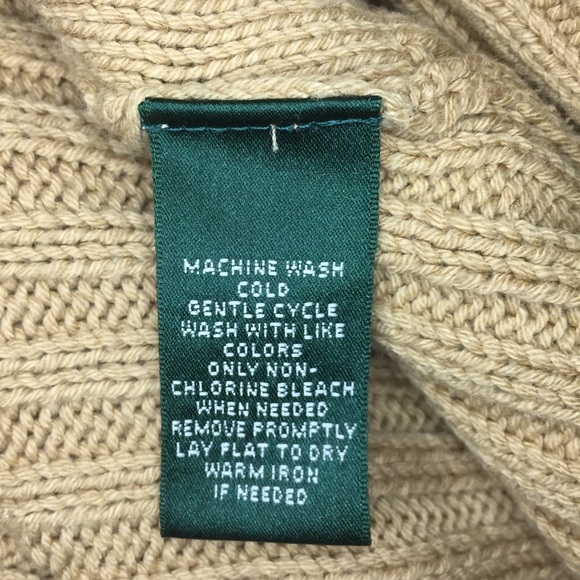 MACHINE WASH
COLD
GENTLE CYCLE
WASH WITH LIKE
COLORS
ONLY NON-
CHLORINE BLEACH
WHEN NEEDED
REMOVE PROMPTLY
LAY FLAT TO DRY
WARM IRON
IF NEEDED